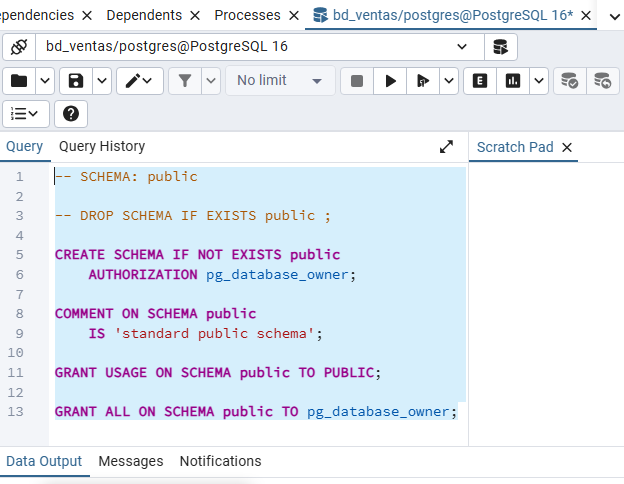 ependencies Dependents Processes bd_ventas/postgres@PostgreSQL 16*
bd_ventas/postgres@PostgreSQL 16
No limit
E
Query Query History Scratch Pad
1 -- SCHEMA: public
2
3 -- DROP SCHEMA IF EXISTS public ;
4
5 CREATE SCHEMA IF NOT EXISTS public
6 AUTHORIZATION pg_database_owner;
7
8 COMMENT ON SCHEMA public
9 IS 'standard public schema';
10
11 GRANT USAGE ON SCHEMA public TO PUBLIC;
12
13 GRANT ALL ON SCHEMA public TO pg_database_owner;
Data Output Messages Notifications